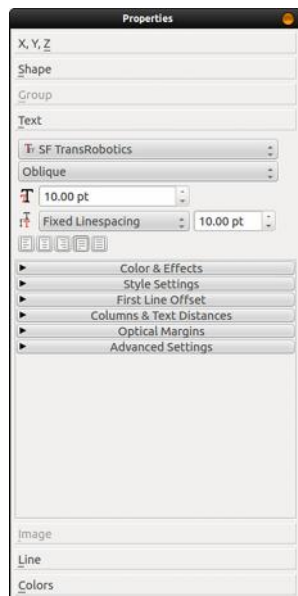 Properties
X, Y, Z
Shape
Group
Text
SF TransRobotics
Oblique
10.00 pt
Fixed Linespacing 10.00 pt
Color & Effects
Style Settings
First Line Offset
Columns & Text Distances
Optical Margins
Advanced Settings
Image
Line
Colors